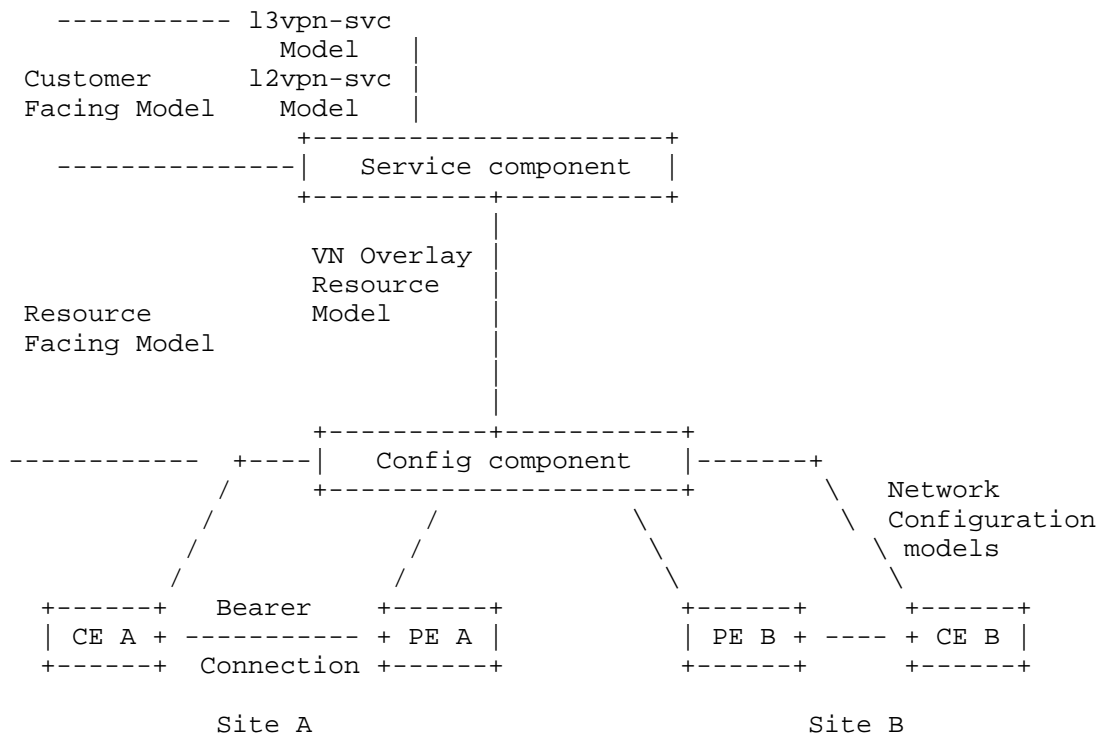 l3vpn-svc
Model
Customer l2vpn-svc
Facing Model Model
Service component
VN Overlay
Resource
Resource Model
Facing Model
Config component
Network
Configuration
models
Bearer
CE A PE A PE B CE B
Connection
Site A Site B